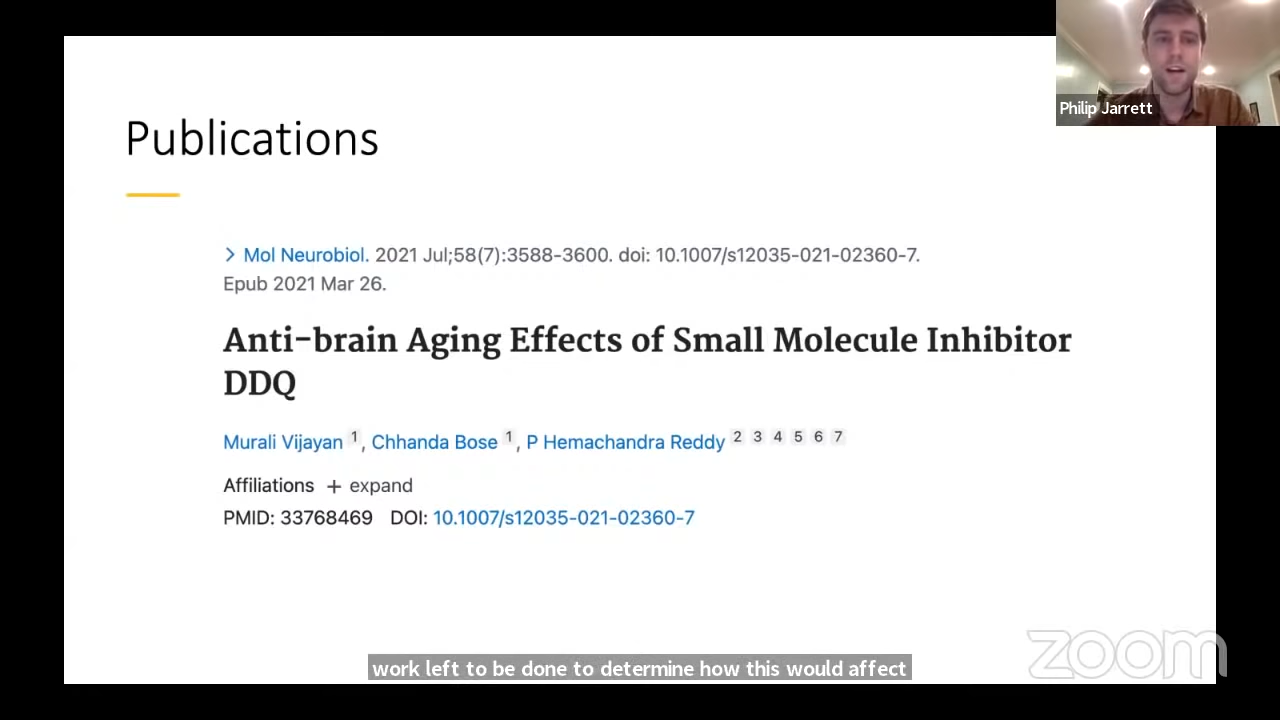 Philip Jarrett
Publications
> Mol Neurobiol. 2021 Jul;58(7):3588-3600. doi: 10.1007/s12035-021-02360-7.
Epub 2021 Mar 26.
Anti-brain Aging Effects of Small Molecule Inhibitor
DDQ
Murali Vijayan 1, Chhanda Bose 1, P Hemachandra Reddy 2 3 4 5 6 7
Affiliations + expand
PMID: 33768469 DOI: 10.1007/s12035-021-02360-7
zoom
work left to be done to determine how this would affect